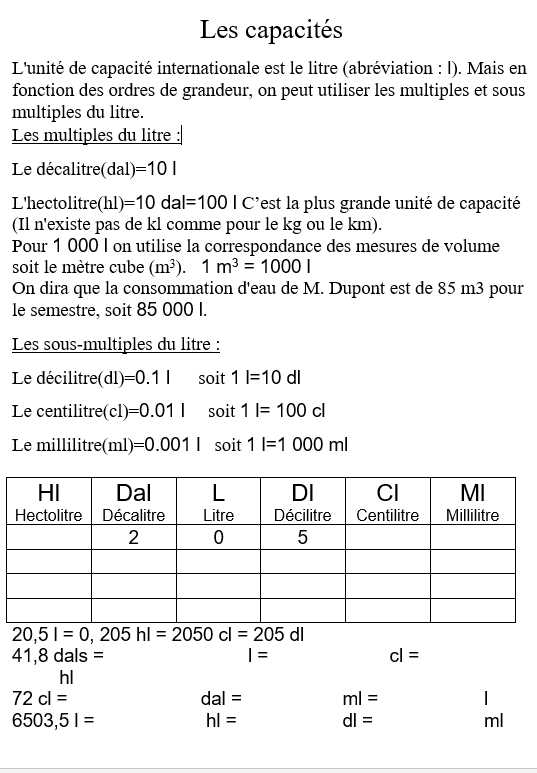 Les capacités
L'unité de capacité internationale est le litre (abréviation : l). Mais en
fonction des ordres de grandeur, on peut utiliser les multiples et sous
multiples du litre.
Les multiples du litre :
Le décalitre(dal)=10 l
L'hectolitre(hl)=10 dal=100 l C’est la plus grande unité de capacité
(Il n'existe pas de kl comme pour le kg ou le km).
Pour 1 000 l on utilise la correspondance des mesures de volume
soit le mètre cube (m³). 1 m³ = 1000 l
On dira que la consommation d'eau de M. Dupont est de 85 m3 pour
le semestre, soit 85 000 l.
Les sous-multiples du litre :
Le décilitre(dl)=0.1 l soit 1 l=10 dl
Le centilitre(cl)=0.01 l soit 1 l= 100 cl
Le millilitre(ml)=0.001 l soit 1 l=1 000 ml
Hl Dal L Dl Cl Ml
Hectolitre Décalitre Litre Décilitre Centilitre Millilitre
2 0 5
20,5 l = 0, 205 hl = 2050 cl = 205 dl
41,8 dals = l = cl =
hl
72 cl = dal = ml = l
6503,5 l = hl = dl = ml